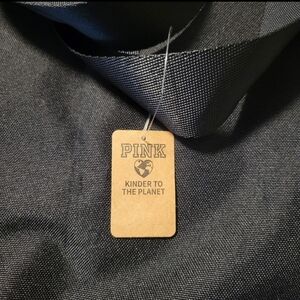 PINK
KINDER TO
THE PLANET